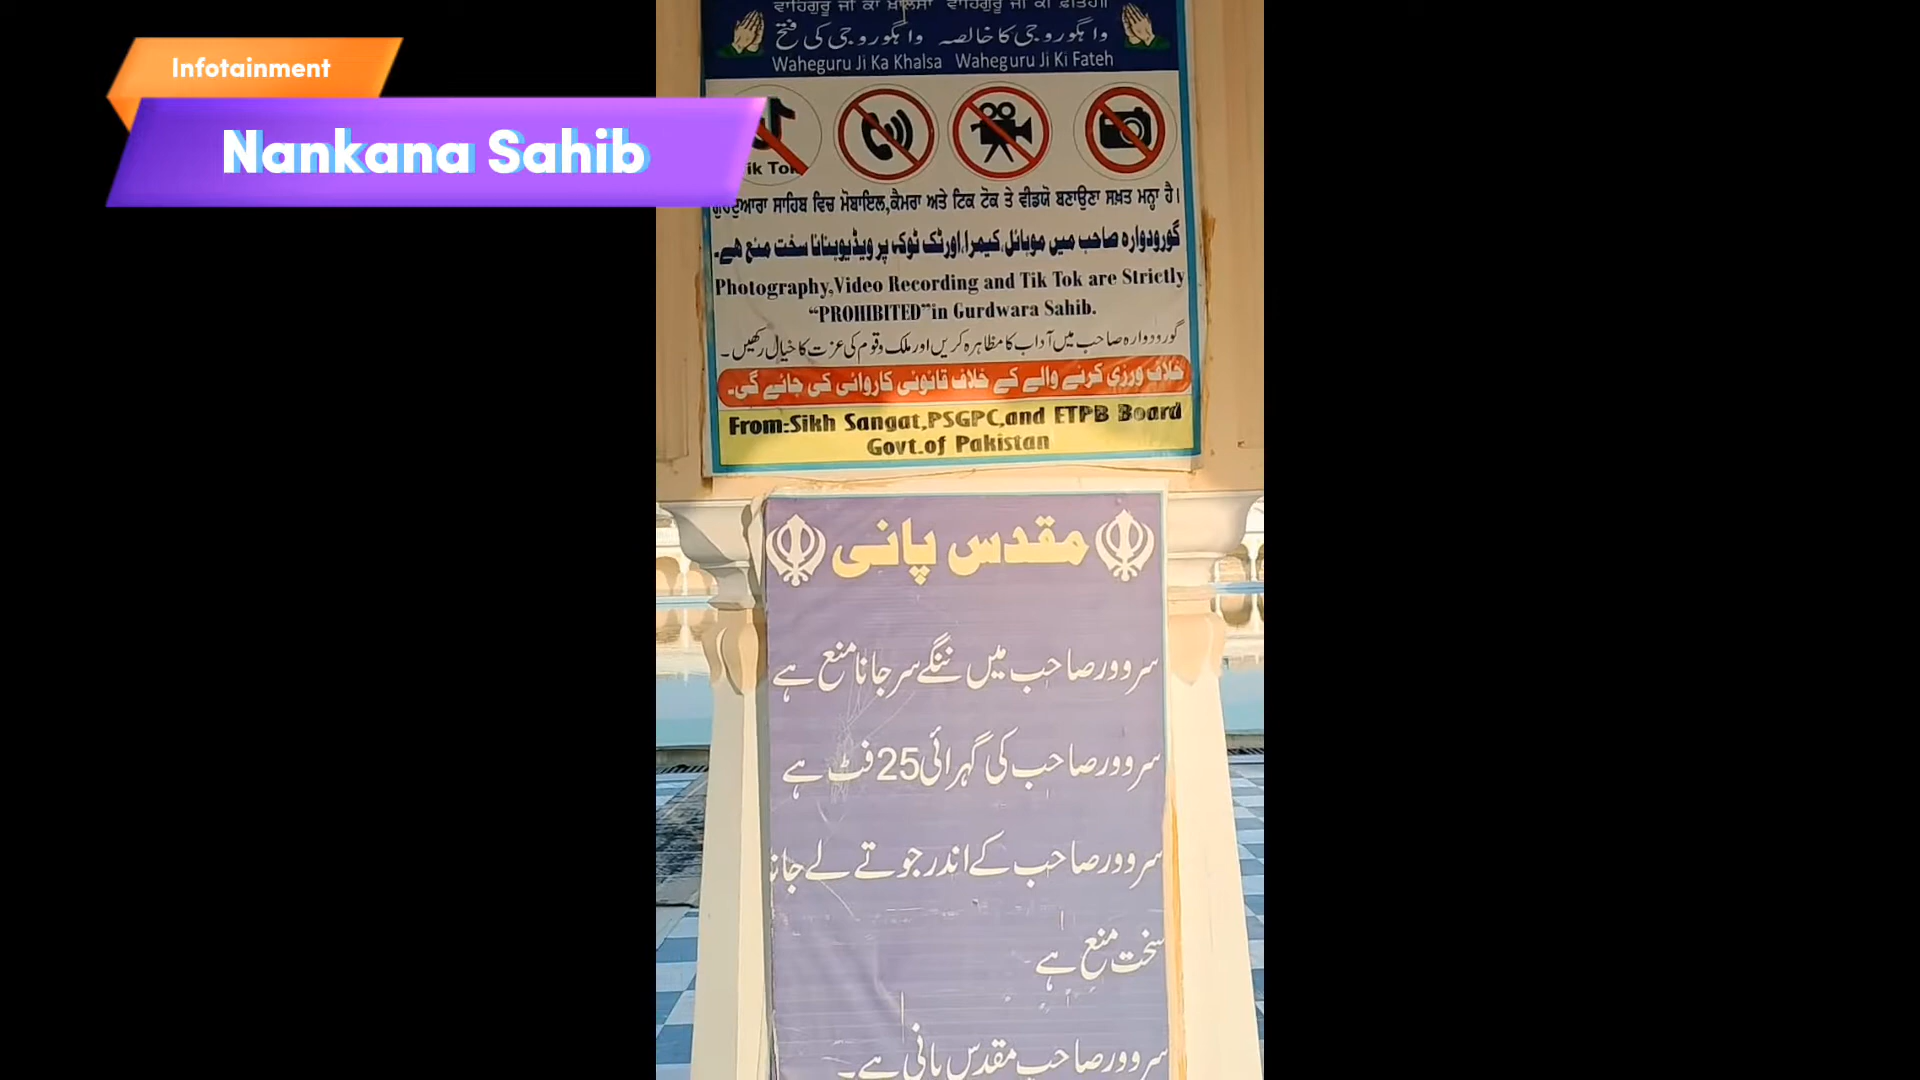 Infotainment
Nankana Sahib
ਵਾਹਿਗੁਰੂ ਜੀ ਕਾ ਖ਼ਾਲਸਾ ਵਾਹਿਗੁਰੂ ਜੀ ਕੀ ਫ਼ਤਿਹ॥
واہگورو جی کا خالصہ واہگورو جی کی فتح
Waheguru Ji Ka Khalsa Waheguru Ji Ki Fateh
ik Tok
ਗੁਰਦੁਆਰਾ ਸਾਹਿਬ ਵਿਚ ਮੋਬਾਇਲ,ਕੈਮਰਾ ਅਤੇ ਟਿਕ ਟੋਕ ਤੇ ਵੀਡਯੋ ਬਣਾਉਣਾ ਸਖ਼ਤ ਮਨ੍ਹਾ ਹੈ।
گورودوارہ صاحب میں موبائل،کیمرا،اورٹک ٹوک پر ویڈیوبنانا سخت منع ھے۔
Photography,Video Recording and Tik Tok are Strictly
“PROHIBITED”in Gurdwara Sahib.
گورودوارہ صاحب میں آداب کا مظاہرہ کریں اور ملک وقوم کی عزت کا خیال رکھیں۔
خلاف ورزی کرنے والے کے خلاف قانونی کاروائی کی جائے گی۔
From:Sikh Sangat,PSGPC,and ETPB Board
Govt.of Pakistan
مقدس پانی
سروور صاحب میں ننگے سر جانا منع ہے
سروور صاحب کی گہرائی 25 فٹ ہے
سروور صاحب کے اندر جوتے لے جانا
سخت منع ہے
سروور صاحب مقدس پانی ہے۔